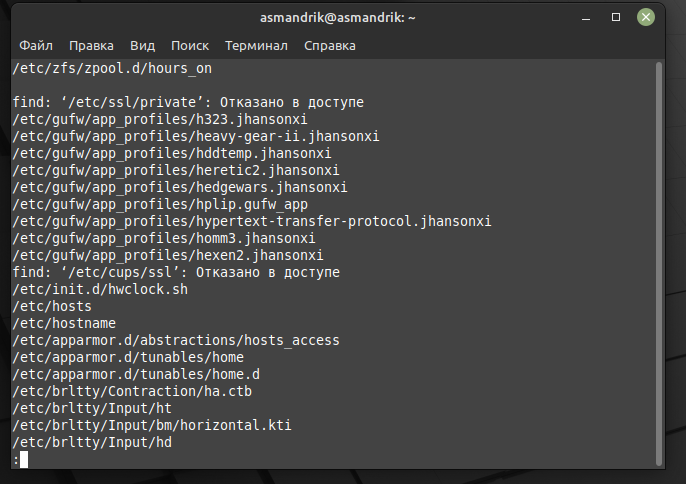 asmandrik@asmandrik: ~
Файл Правка Вид Поиск Терминал Справка
/etc/zfs/zpool.d/hours_on
find: ‘/etc/ssl/private’: Отказано в доступе
/etc/gufw/app_profiles/h323.jhansonxi
/etc/gufw/app_profiles/heavy-gear-ii.jhansonxi
/etc/gufw/app_profiles/hddtemp.jhansonxi
/etc/gufw/app_profiles/heretic2.jhansonxi
/etc/gufw/app_profiles/hedgewars.jhansonxi
/etc/gufw/app_profiles/hplip.gufw_app
/etc/gufw/app_profiles/hypertext-transfer-protocol.jhansonxi
/etc/gufw/app_profiles/homm3.jhansonxi
/etc/gufw/app_profiles/hexen2.jhansonxi
find: ‘/etc/cups/ssl’: Отказано в доступе
/etc/init.d/hwclock.sh
/etc/hosts
/etc/hostname
/etc/apparmor.d/abstractions/hosts_access
/etc/apparmor.d/tunables/home
/etc/apparmor.d/tunables/home.d
/etc/brltty/Contraction/ha.ctb
/etc/brltty/Input/ht
/etc/brltty/Input/bm/horizontal.kti
/etc/brltty/Input/hd
: